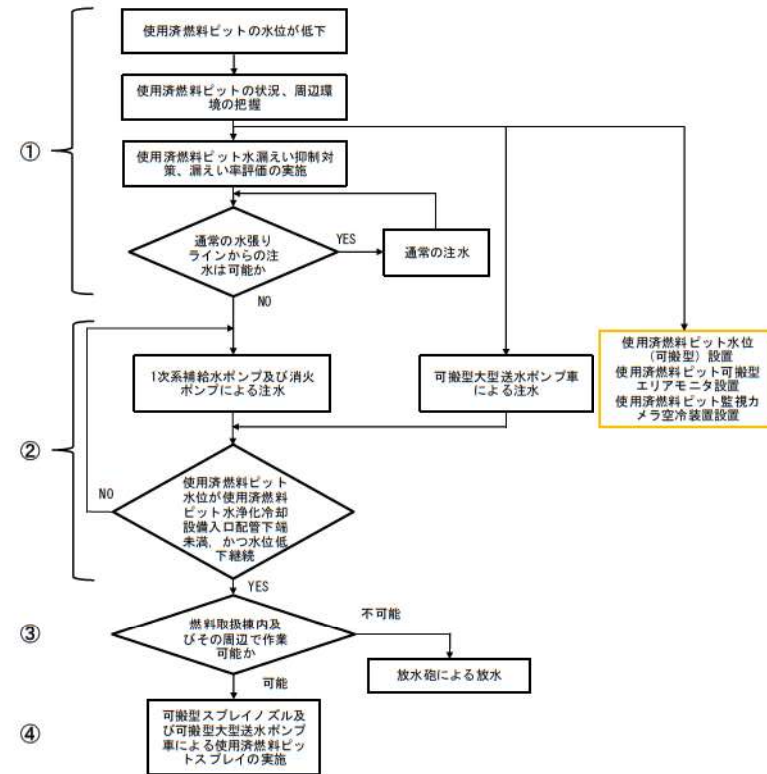 使用済燃料ピットの水位が低下
使用済燃料ピットの状況、周辺環
境の把握
①
使用済燃料ピット水漏えい抑制対
策、漏えい率評価の実施
通常の水張り
ラインからの注
水は可能か
YES
通常の注水
NO
1次系補給水ポンプ及び消火
ポンプによる注水
可搬型大型送水ポンプ車
による注水
使用済燃料ピット水位
（可搬型）設置
使用済燃料ピット可搬型
エリアモニタ設置
使用済燃料ピット監視カ
メラ空冷装置設置
②
使用済燃料ピット
水位が使用済燃料
ピット水浄化冷却
設備入口配管下端
未満，かつ水位低
下継続
NO
YES
③
燃料取扱棟内及
びその周辺で作業
可能か
不可能
放水砲による放水
可能
④
可搬型スプレイノズル及
び可搬型大型送水ポンプ
車による使用済燃料ピッ
トスプレイの実施